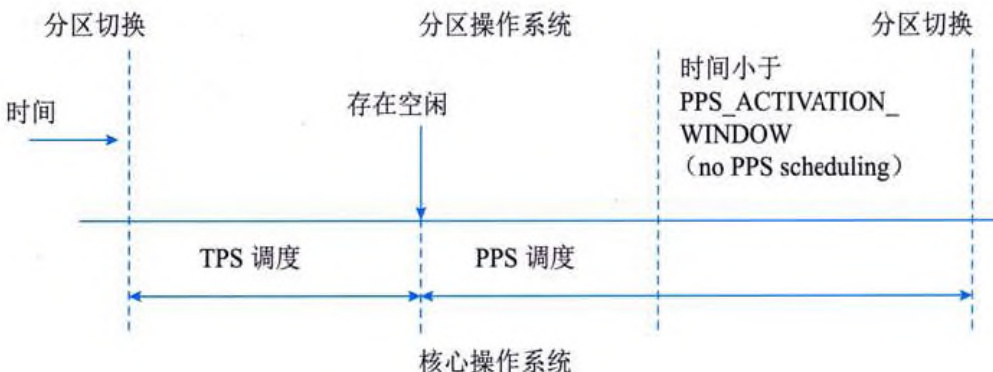 分区切换
分区操作系统
分区切换
时间
存在空闲
时间小于
PPS_ACTIVATION_
WINDOW
（no PPS scheduling）
TPS 调度
PPS 调度
核心操作系统